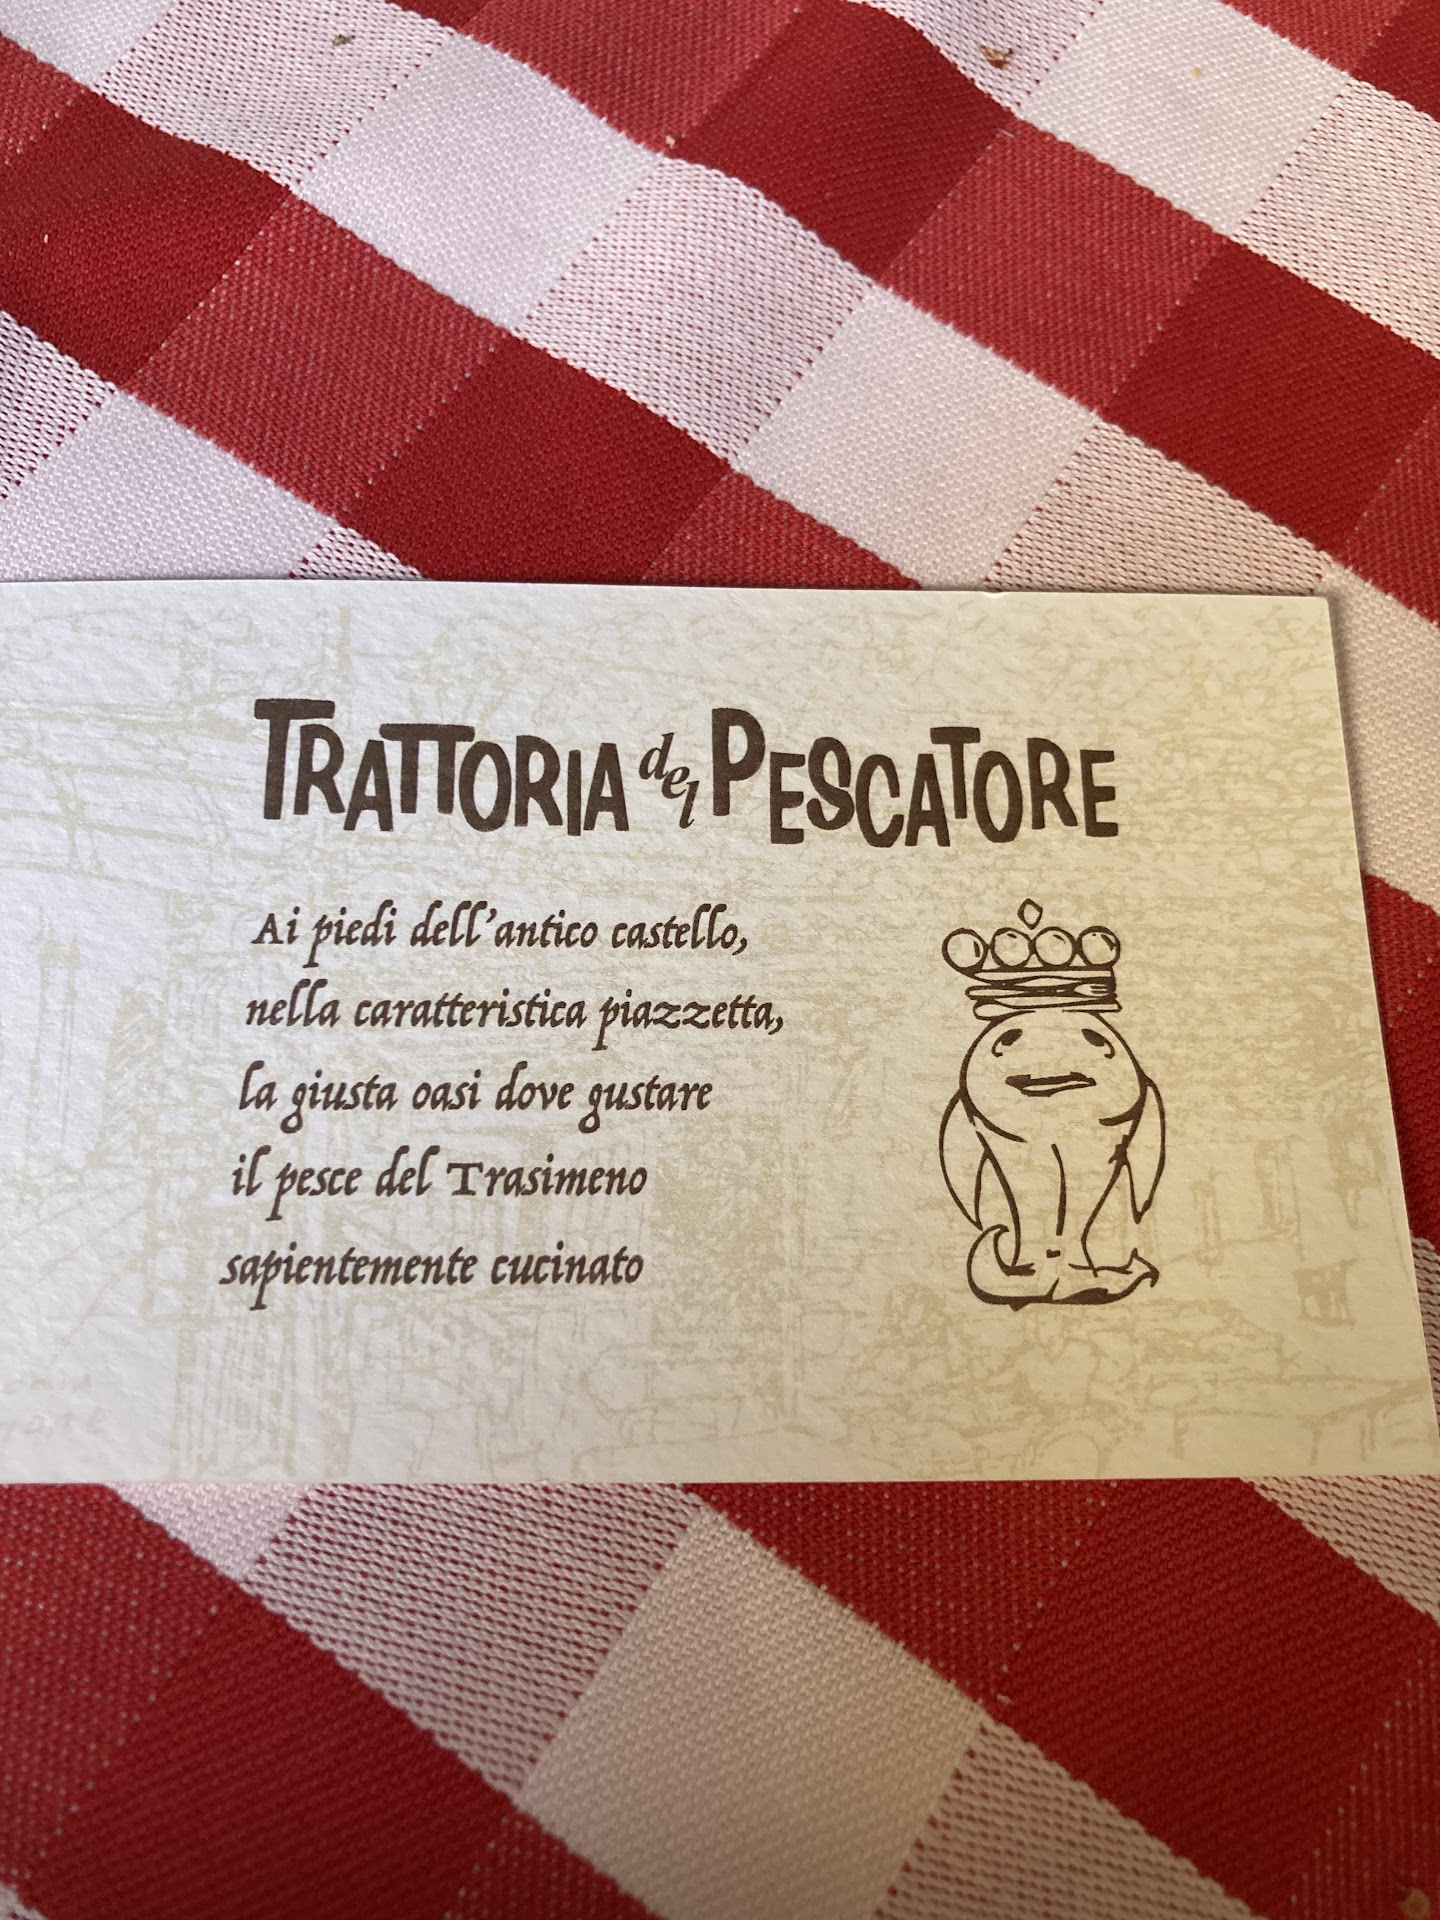 TRATTORIA del PESCATORE
Ai piedi dell'antico castello,
nella caratteristica piazzetta,
la giusta oasi dove gustare
il pesce del Trasimeno
sapientemente cucinato